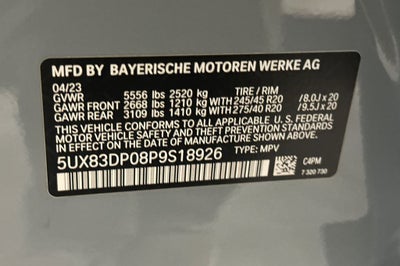 MFD BY BAYERISCHE MOTOREN WERKE AG
04/23 TIRE / RIM
GVWR 5556 lbs 2520 kg
GAWR FRONT 2668 lbs 1210 kg WITH 245/45 R20 /8.0J x 20
GAWR REAR 3109 lbs 1410 kg WITH 275/40 R20 /9.5J x 20
THIS VEHICLE CONFORMS TO ALL APPLICABLE U.S. FEDERAL
MOTOR VEHICLE SAFETY, BUMPER, AND THEFT PREVENTION
STANDARDS IN EFFECT ON THE DATE OF MANUFACTURE SHOWN ABOVE.
5UX83DP08P9S18926 TYPE: MPV
C4PM
7 320 730